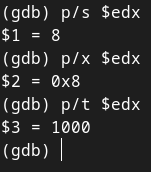 (gdb) p/s $edx
$1 = 8
(gdb) p/x $edx
$2 = 0x8
(gdb) p/t $edx
$3 = 1000
(gdb)